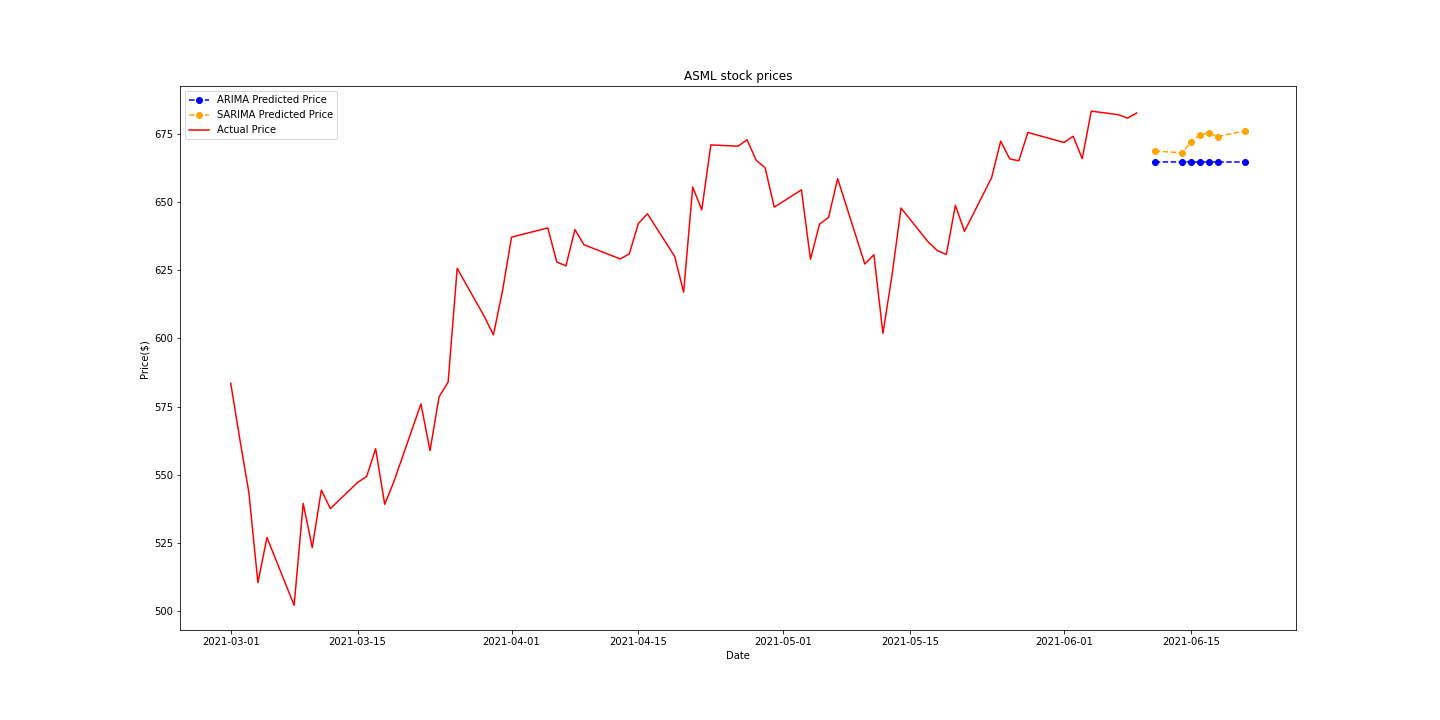 ASML stock prices
ARIMA Predicted Price
SARIMA Predicted Price
Actual Price
Price($)
675
650
625
600
575
550
525
500
2021-03-01 2021-03-15 2021-04-01 2021-04-15 2021-05-01 2021-05-15 2021-06-01 2021-06-15
Date